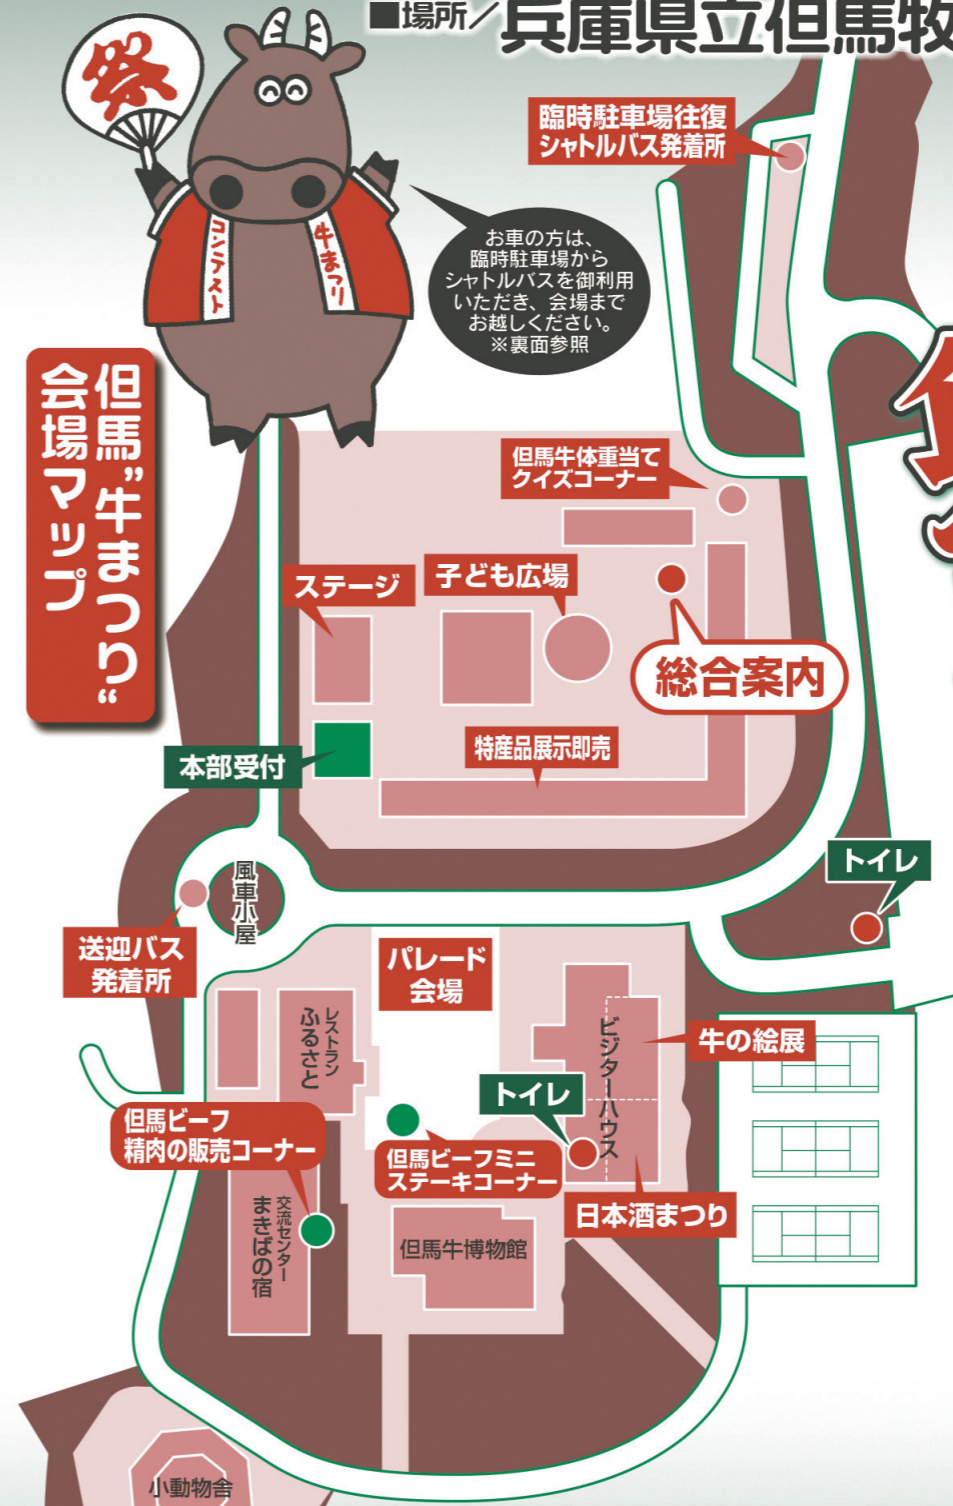 ■場所／兵庫県立但馬牧
祭
コンテスト
牛まつり
お車の方は、
臨時駐車場から
シャトルバスを御利用
いただき、会場まで
お越しください。
※裏面参照
臨時駐車場往復
シャトルバス発着所
但馬”牛まつり“
会場マップ
但馬牛体重当て
クイズコーナー
ステージ
子ども広場
総合案内
本部受付
特産品展示即売
風車小屋
トイレ
送迎バス
発着所
パレード
会場
レストラン
ふるさと
ビジターハウス
牛の絵展
トイレ
但馬ビーフ
精肉の販売コーナー
但馬ビーフミニ
ステーキコーナー
日本酒まつり
交流センター
まきばの宿
但馬牛博物館
小動物舎